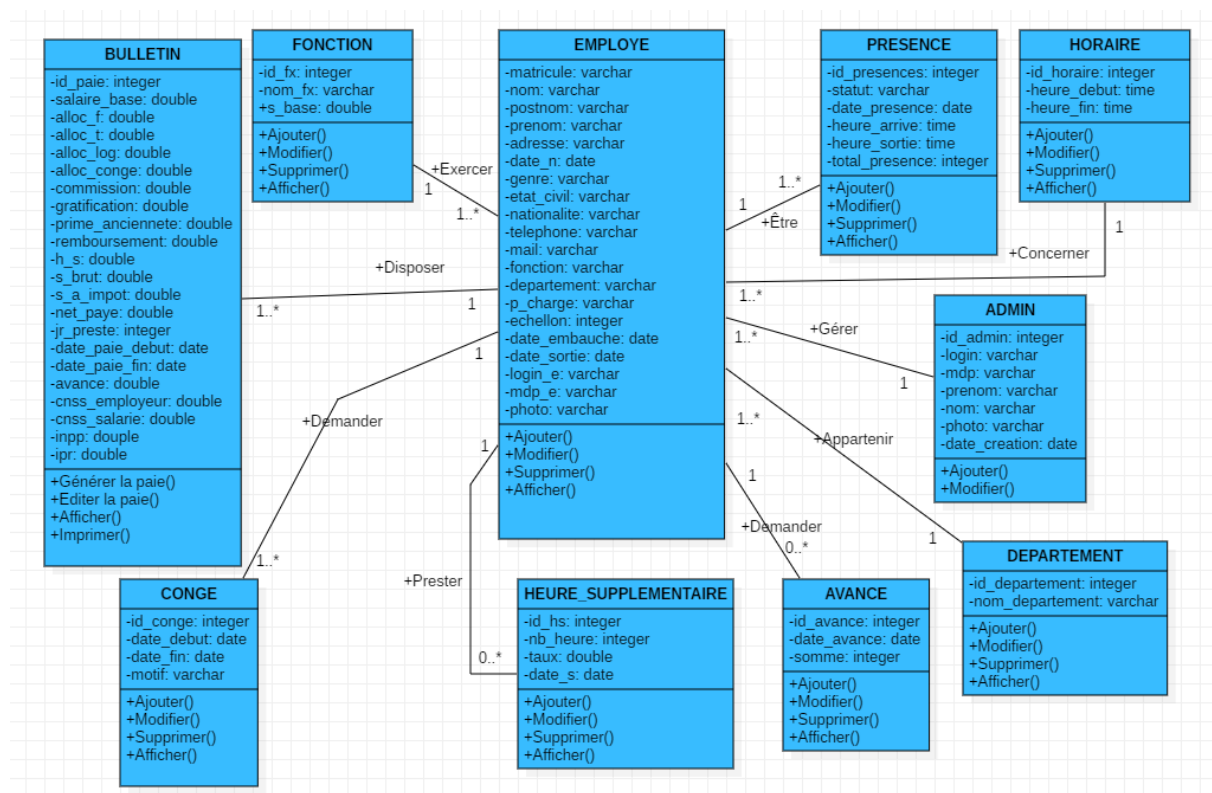 BULLETIN
-id_paie: integer
-salaire_base: double
-alloc_f: double
-alloc_t: double
-alloc_log: double
-alloc_conge: double
-commission: double
-gratification: double
-prime_anciennete: double
-remboursement: double
-h_s: double
-s_brut: double
-s_a_impot: double
-net_paye: double
-jr_preste: integer
-date_paie_debut: date
-date_paie_fin: date
-avance: double
-cnss_employeur: double
-cnss_salarie: double
-inpp: douple
-ipr: double
+Générer la paie()
+Editer la paie()
+Afficher()
+Imprimer()
FONCTION
-id_fx: integer
-nom_fx: varchar
+s_base: double
+Ajouter()
+Modifier()
+Supprimer()
+Afficher()
+Exercer
1
1..*
+Disposer
1..*
1
EMPLOYE
-matricule: varchar
-nom: varchar
-postnom: varchar
-prenom: varchar
-adresse: varchar
-date_n: date
-genre: varchar
-etat_civil: varchar
-nationalite: varchar
-telephone: varchar
-mail: varchar
-fonction: varchar
-departement: varchar
-p_charge: varchar
-echellon: integer
-date_embauche: date
-date_sortie: date
-login_e: varchar
-mdp_e: varchar
-photo: varchar
+Ajouter()
+Modifier()
+Supprimer()
+Afficher()
PRESENCE
-id_presences: integer
-statut: varchar
-date_presence: date
-heure_arrive: time
-heure_sortie: time
-total_presence: integer
+Ajouter()
+Modifier()
+Supprimer()
+Afficher()
1..*
1
+Être
HORAIRE
-id_horaire: integer
-heure_debut: time
-heure_fin: time
+Ajouter()
+Modifier()
+Supprimer()
+Afficher()
1
+Concerner
1..*
ADMIN
-id_admin: integer
-login: varchar
-mdp: varchar
-prenom: varchar
-nom: varchar
-photo: varchar
-date_creation: date
+Ajouter()
+Modifier()
+Gérer
1..*
1
1..*
+Appartenir
1
1
+Demander
0..*
1
+Demander
1..*
1
+Prester
0..*
CONGE
-id_conge: integer
-date_debut: date
-date_fin: date
-motif: varchar
+Ajouter()
+Modifier()
+Supprimer()
+Afficher()
HEURE_SUPPLEMENTAIRE
-id_hs: integer
-nb_heure: integer
-taux: double
-date_s: date
+Ajouter()
+Modifier()
+Supprimer()
+Afficher()
AVANCE
-id_avance: integer
-date_avance: date
-somme: integer
+Ajouter()
+Modifier()
+Supprimer()
+Afficher()
DEPARTEMENT
-id_departement: integer
-nom_departement: varchar
+Ajouter()
+Modifier()
+Supprimer()
+Afficher()